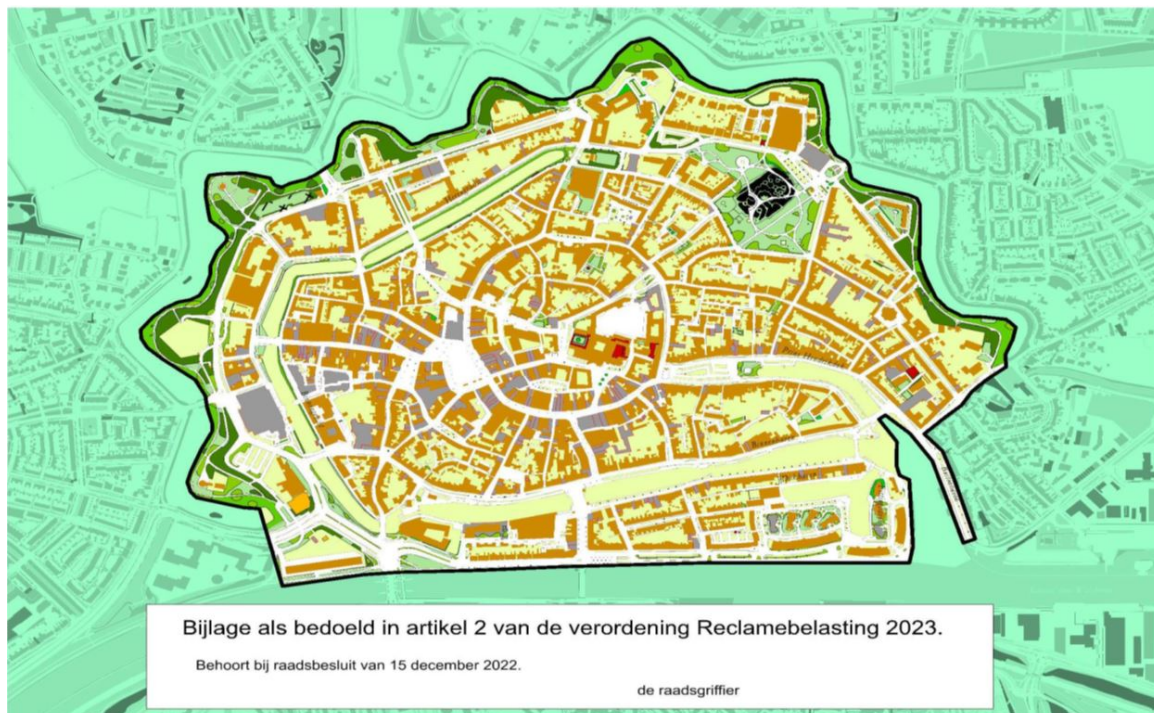 Bijlage als bedoeld in artikel 2 van de verordening Reclamebelasting 2023.
Behoort bij raadsbesluit van 15 december 2022.
de raadsgriffier